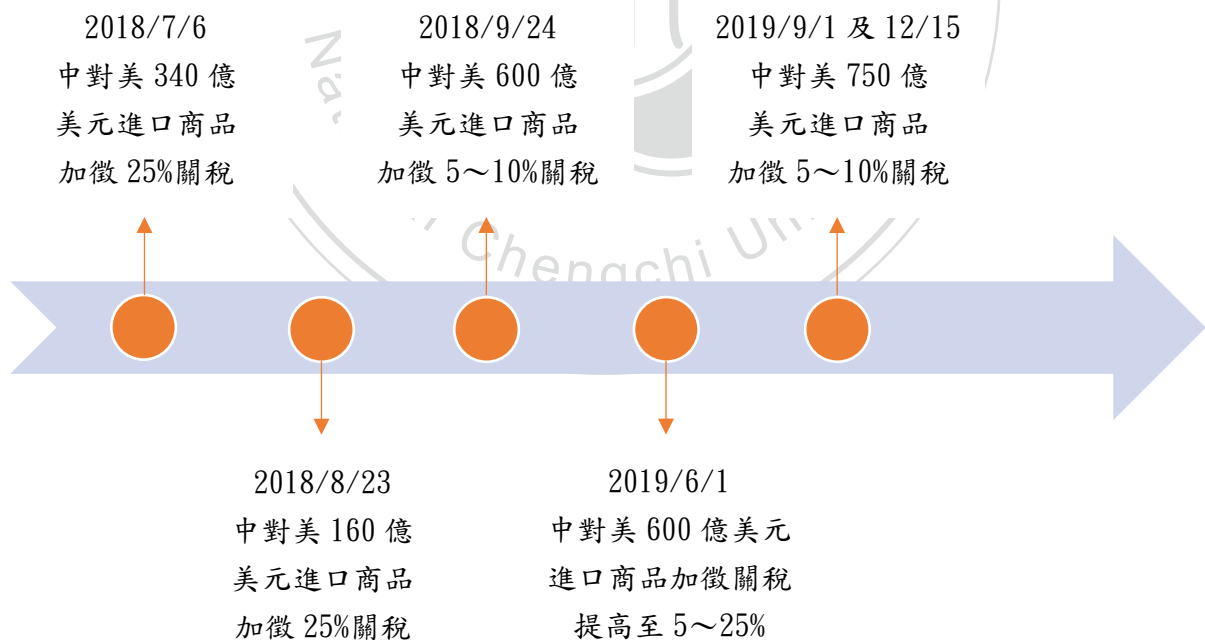 2018/7/6
中對美 340 億
美元進口商品
加徵 25%關稅
2018/8/23
中對美 160 億
美元進口商品
加徵 25%關稅
2018/9/24
中對美 600 億
美元進口商品
加徵 5～10%關稅
2019/6/1
中對美 600 億美元
進口商品加徵關稅
提高至 5～25%
2019/9/1 及 12/15
中對美 750 億
美元進口商品
加徵 5～10%關稅
Chengchi